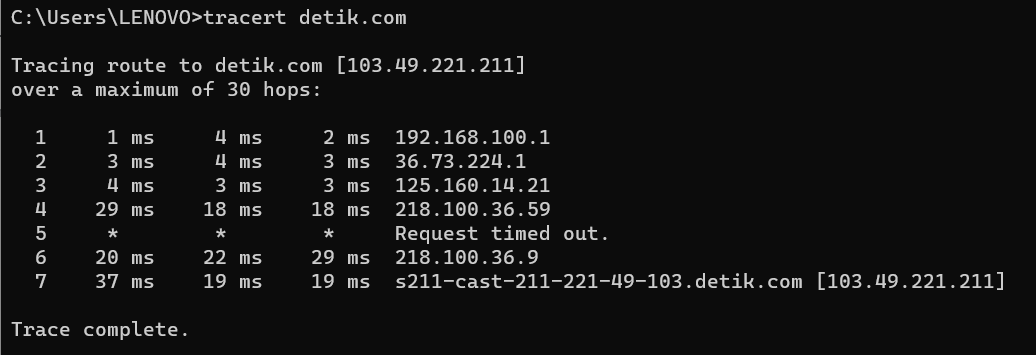 C:\Users\LENOVO>tracert detik.com
Tracing route to detik.com [103.49.221.211]
over a maximum of 30 hops:
1 1 ms 4 ms 2 ms 192.168.100.1
2 3 ms 4 ms 3 ms 36.73.224.1
3 4 ms 3 ms 3 ms 125.160.14.21
4 29 ms 18 ms 18 ms 218.100.36.59
5 * * * Request timed out.
6 20 ms 22 ms 29 ms 218.100.36.9
7 37 ms 19 ms 19 ms s211-cast-211-221-49-103.detik.com [103.49.221.211]
Trace complete.